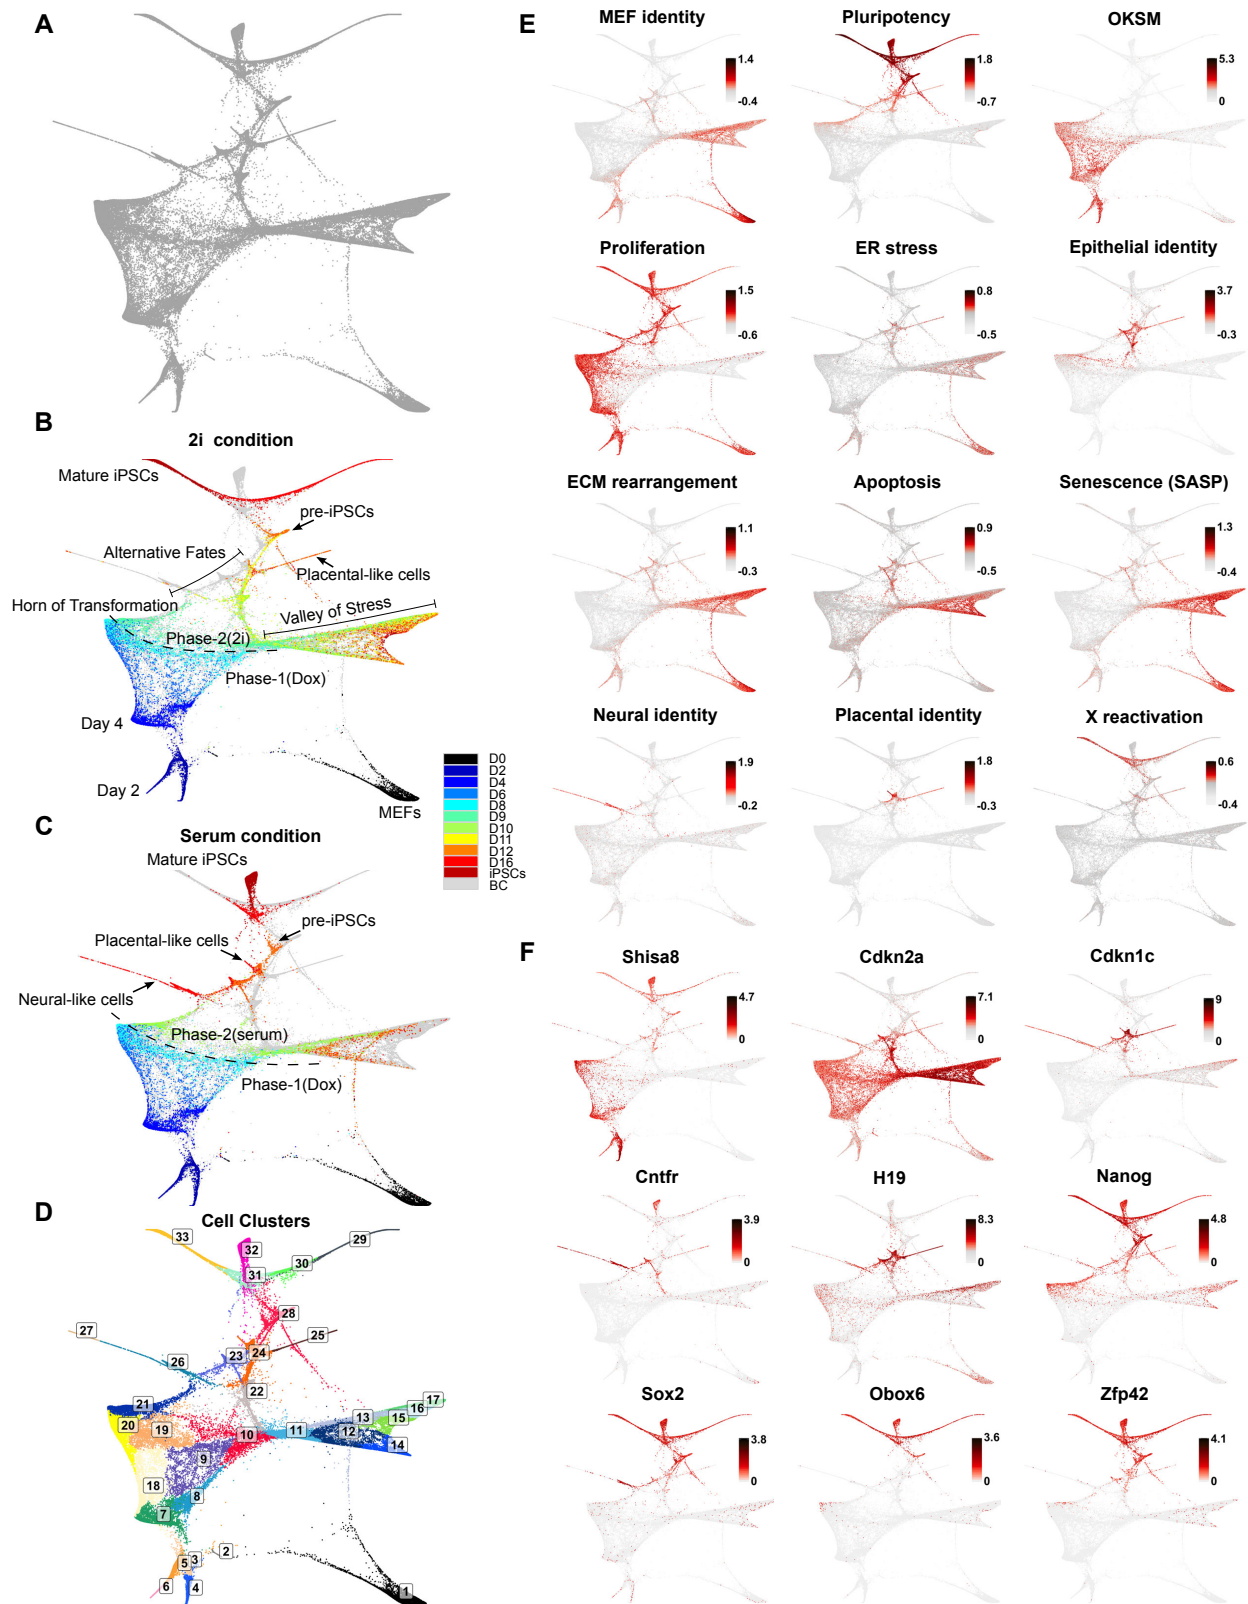 A
B
2i condition
Mature iPSCs
pre-iPSCs
Alternative Fates
Placental-like cells
Horn of Transformation
Valley of Stress
Phase-2(2i)
Phase-1(Dox)
Day 4
Day 2
MEFs
D0
D2
D4
D6
D8
D9
D10
D11
D12
D16
iPSCs
BC
C
Serum condition
Mature iPSCs
pre-iPSCs
Placental-like cells
Neural-like cells
Phase-2(serum)
Phase-1(Dox)
D
Cell Clusters
33
32
29
31
30
28
27
25
26
23
24
22
21
20
19
17
16
15
13
12
14
11
10
9
18
8
7
2
3
5
6
4
1
E
MEF identity
1.4
-0.4
Pluripotency
1.8
-0.7
OKSM
5.3
0
Proliferation
1.5
-0.6
ER stress
0.8
-0.5
Epithelial identity
3.7
-0.3
ECM rearrangement
1.1
-0.3
Apoptosis
0.9
-0.5
Senescence (SASP)
1.3
-0.4
Neural identity
1.9
-0.2
Placental identity
1.8
-0.3
X reactivation
0.6
-0.4
F
Shisa8
4.7
0
Cdkn2a
7.1
0
Cdkn1c
9
0
Cntfr
3.9
0
H19
8.3
0
Nanog
4.8
0
Sox2
3.8
0
Obox6
3.6
0
Zfp42
4.1
0